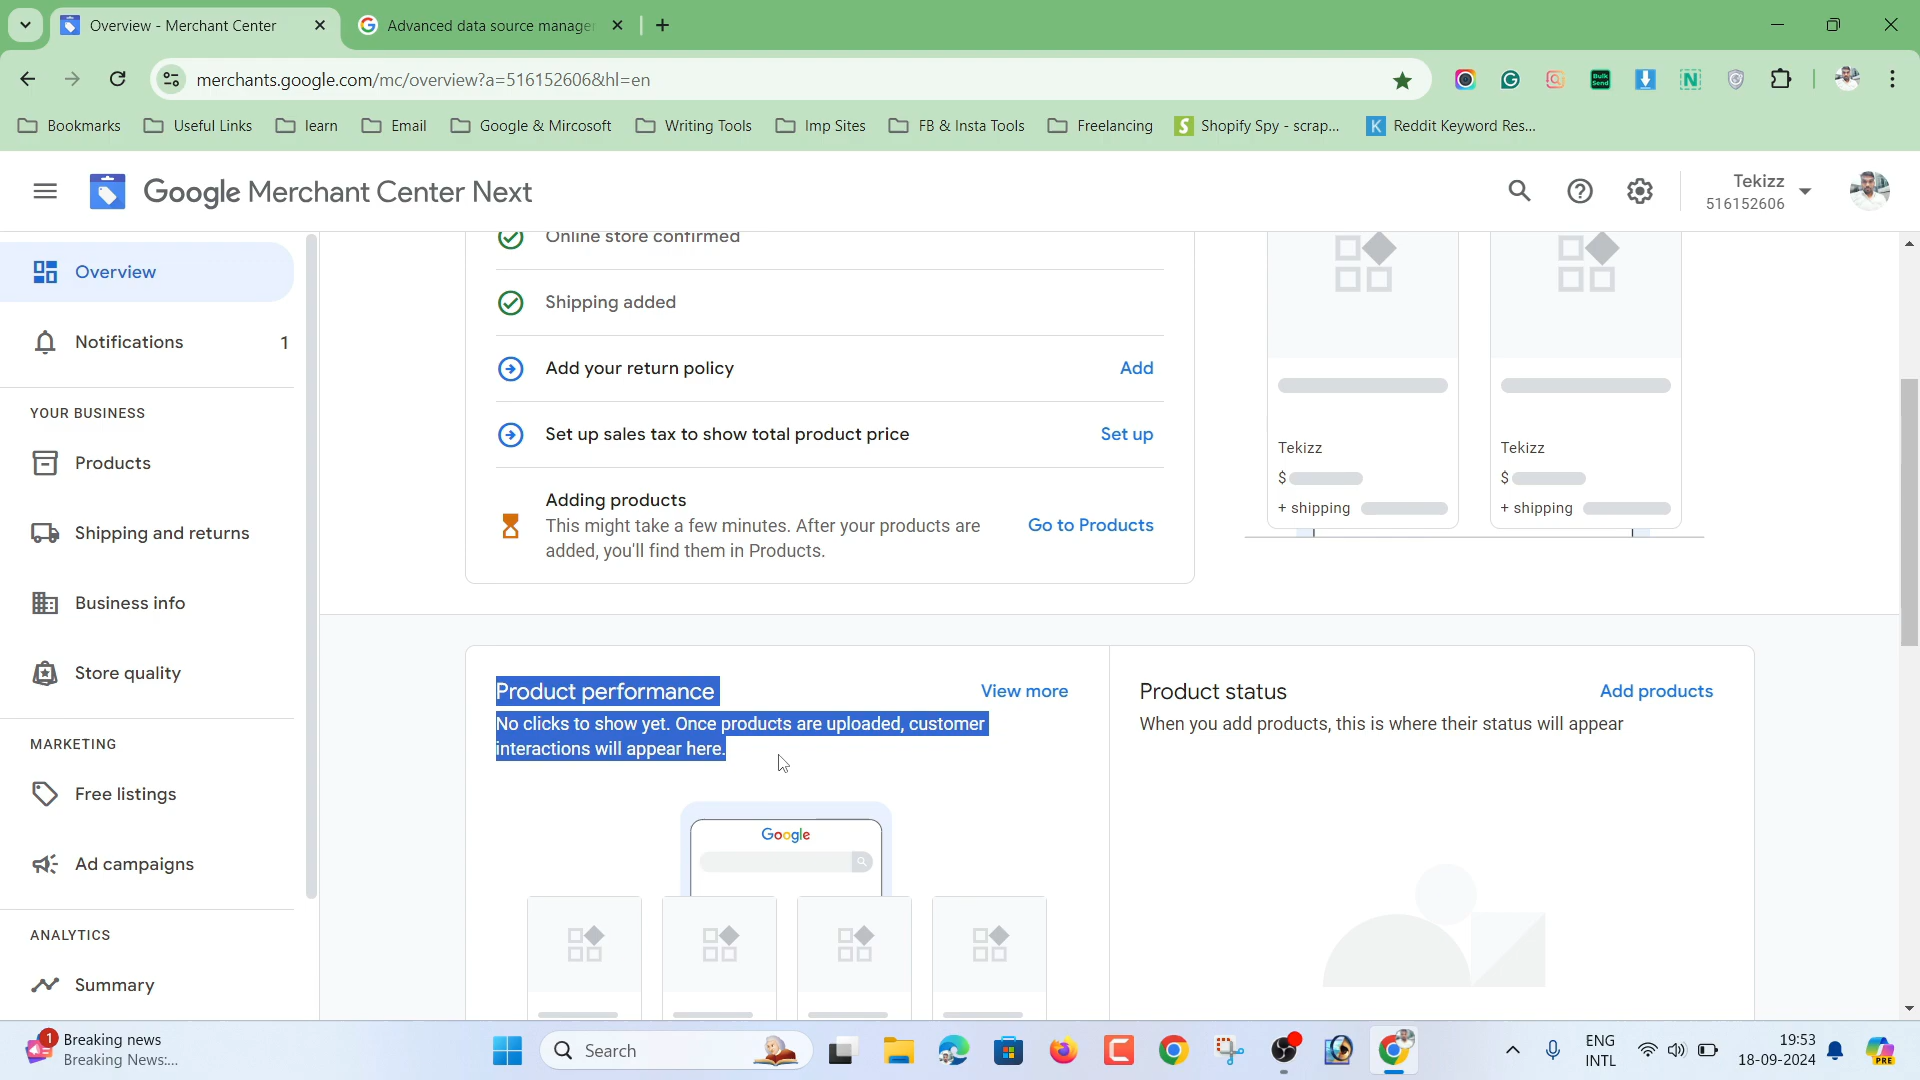 Overview - Merchant Center
Advanced data source manage
merchants.google.com/mc/overview?a=516152606&hl=en
Bookmarks
Useful Links
learn
Email
Google & Mircosoft
Writing Tools
Imp Sites
FB & Insta Tools
Freelancing
Shopify Spy - scrap...
Reddit Keyword Res...
Google Merchant Center Next
Tekizz
516152606
Overview
Notifications 1
YOUR BUSINESS
Products
Shipping and returns
Business info
Store quality
MARKETING
Free listings
Ad campaigns
ANALYTICS
Summary
Online store confirmed
Shipping added
Add your return policy Add
Set up sales tax to show total product price Set up
Adding products
This might take a few minutes. After your products are
added, you'll find them in Products.
Go to Products
Tekizz
$
+ shipping
Tekizz
$
+ shipping
Product performance View more
No clicks to show yet. Once products are uploaded, customer
interactions will appear here.
Google
Product status Add products
When you add products, this is where their status will appear
1
Breaking news
Breaking News:...
Search
ENG
INTL
19:53
18-09-2024
PRE